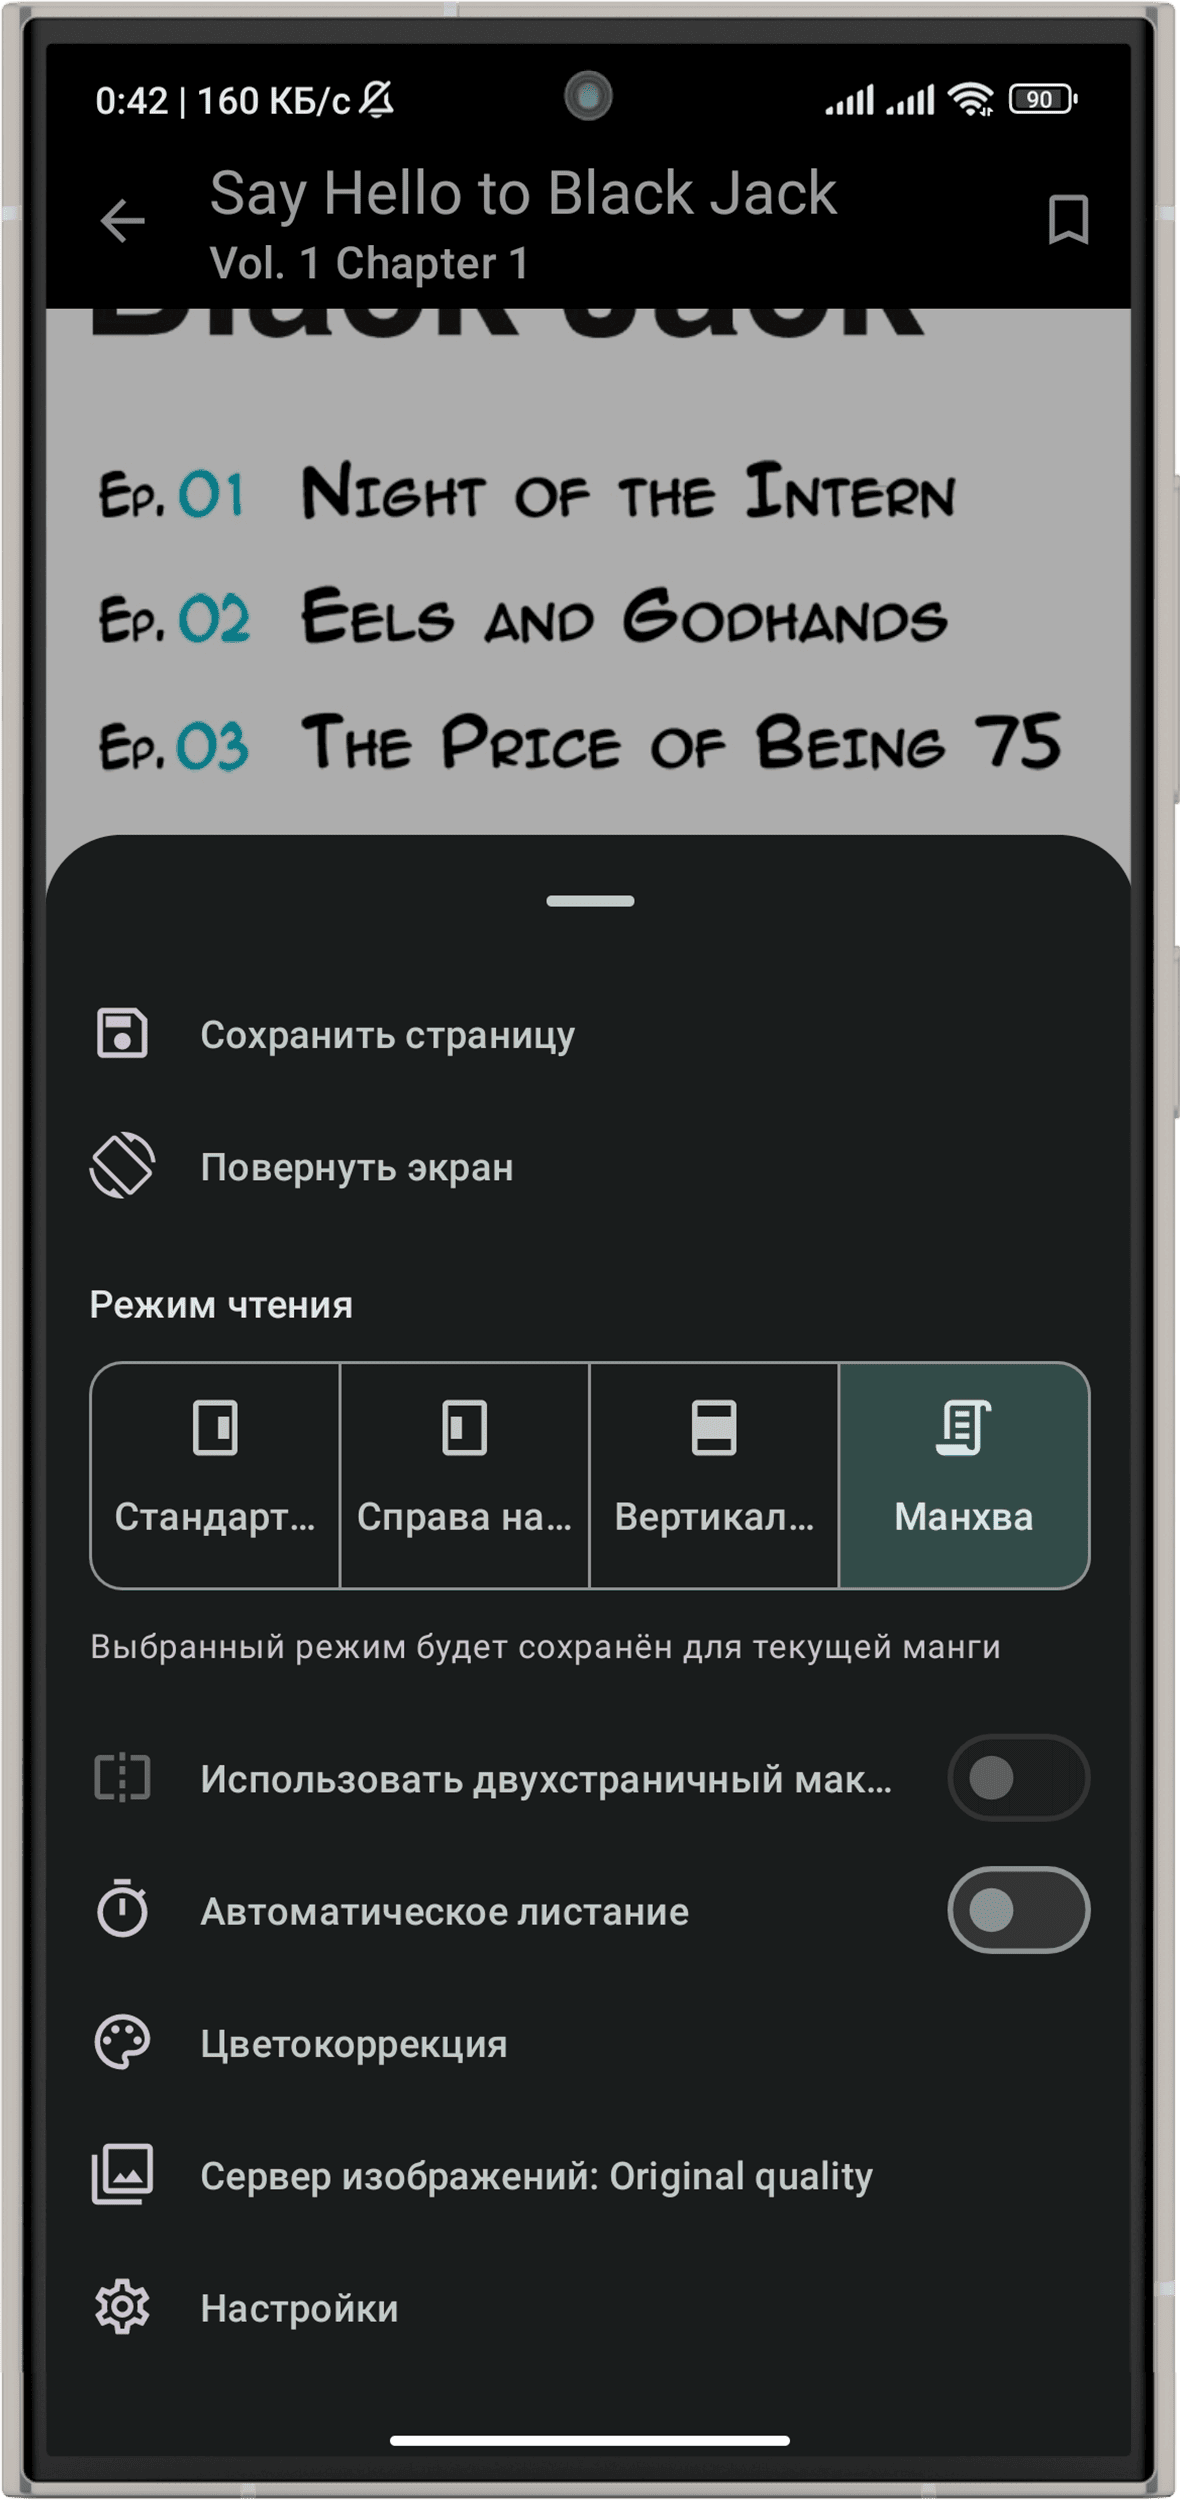 0:42 | 160 КБ/с
90
Say Hello to Black Jack
Vol. 1 Chapter 1
Black Jack
Ep. 01 Night of the Intern
Ep. 02 Eels and Godhands
Ep. 03 The Price of Being 75
Сохранить страницу
Повернуть экран
Режим чтения
Стандарт...
Справа на...
Вертикал...
Манхва
Выбранный режим будет сохранён для текущей манги
Использовать двухстраничный мак...
Автоматическое листание
Цветокоррекция
Сервер изображений: Original quality
Настройки